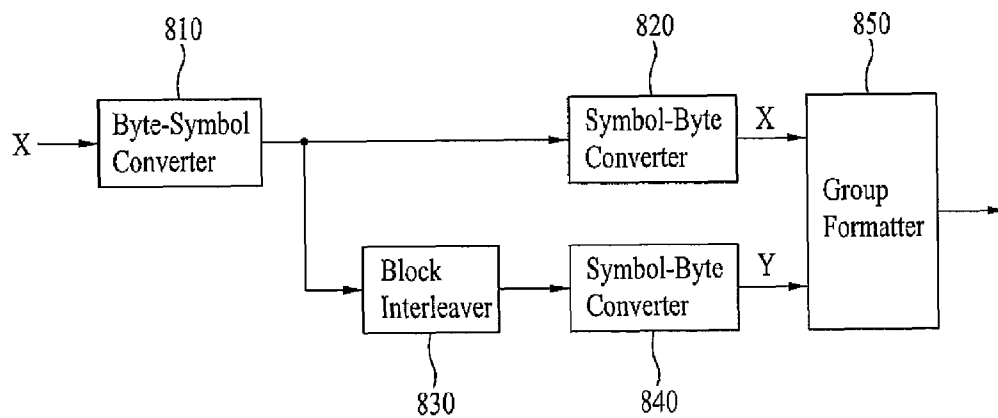 810
820
850
X
Byte-Symbol
Converter
Symbol-Byte
Converter
X
Group
Formatter
Block
Interleaver
Symbol-Byte
Converter
Y
830
840